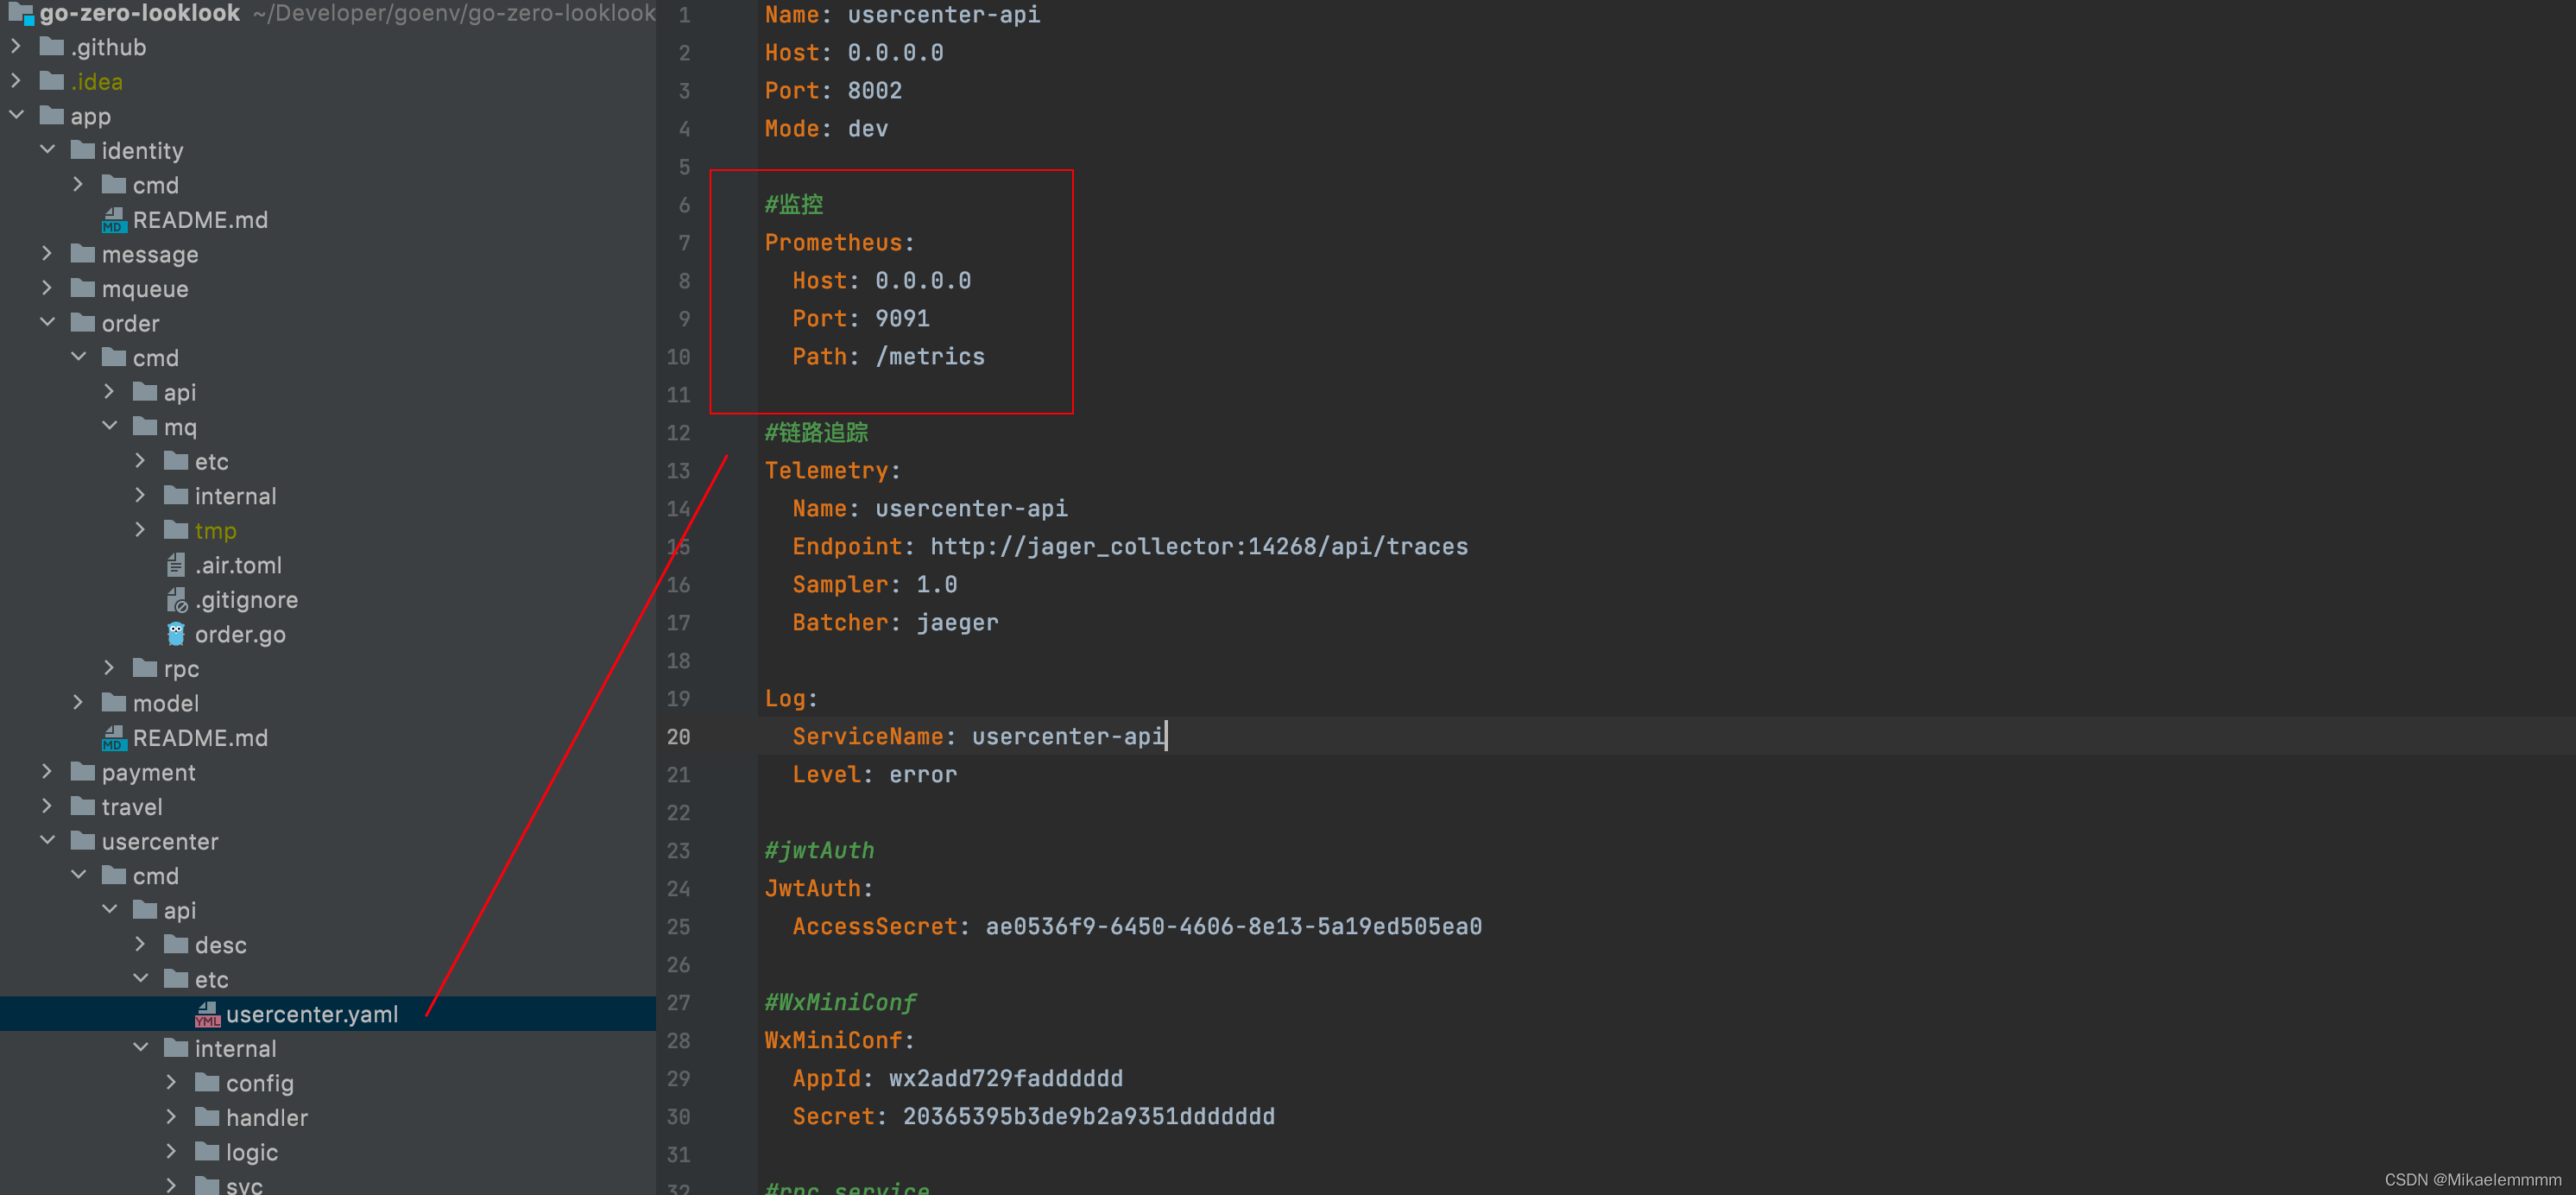 go-zero-looklook ~/Developer/goenv/go-zero-looklook
.github
.idea
app
identity
cmd
README.md
message
mqueue
order
cmd
api
mq
etc
internal
tmp
.air.toml
.gitignore
order.go
rpc
model
README.md
payment
travel
usercenter
cmd
api
desc
etc
usercenter.yaml
internal
config
handler
logic
svc
1 Name: usercenter-api
2 Host: 0.0.0.0
3 Port: 8002
4 Mode: dev
5
6 #监控
7 Prometheus:
8 Host: 0.0.0.0
9 Port: 9091
10 Path: /metrics
11
12 #链路追踪
13 Telemetry:
14 Name: usercenter-api
15 Endpoint: http://jager_collector:14268/api/traces
16 Sampler: 1.0
17 Batcher: jaeger
18
19 Log:
20 ServiceName: usercenter-api
21 Level: error
22
23 #jwtAuth
24 JwtAuth:
25 AccessSecret: ae0536f9-6450-4606-8e13-5a19ed505ea0
26
27 #WxMiniConf
28 WxMiniConf:
29 AppId: wx2add729fadddddd
30 Secret: 20365395b3de9b2a9351ddddddd
31
32 #rpc service
CSDN @Mikaelemmmm